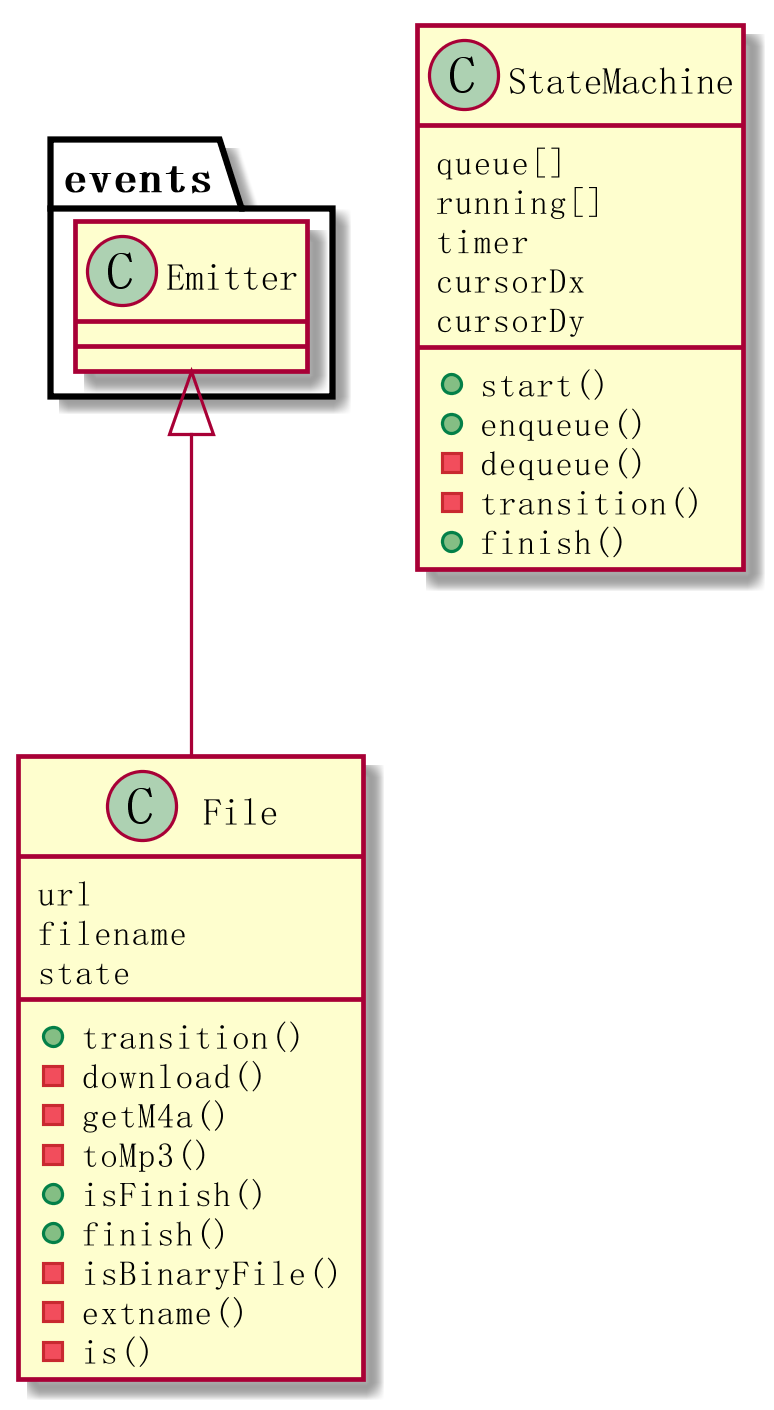 events
C Emitter
C StateMachine
queue[]
running[]
timer
cursorDx
cursorDy
start()
enqueue()
dequeue()
transition()
finish()
C File
url
filename
state
transition()
download()
getM4a()
toMp3()
isFinish()
finish()
isBinaryFile()
extname()
is()